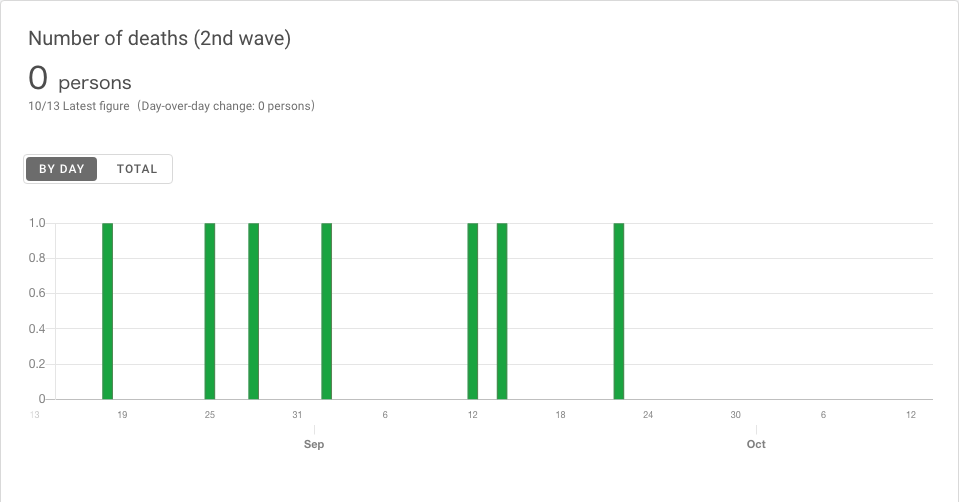 Number of deaths (2nd wave)
0 persons
10/13 Latest figure（Day-over-day change: 0 persons）
BY DAY TOTAL
1.0
0.8
0.6
0.4
0.2
0
13 19 25 31 6 12 18 24 30 6 12
Sep Oct